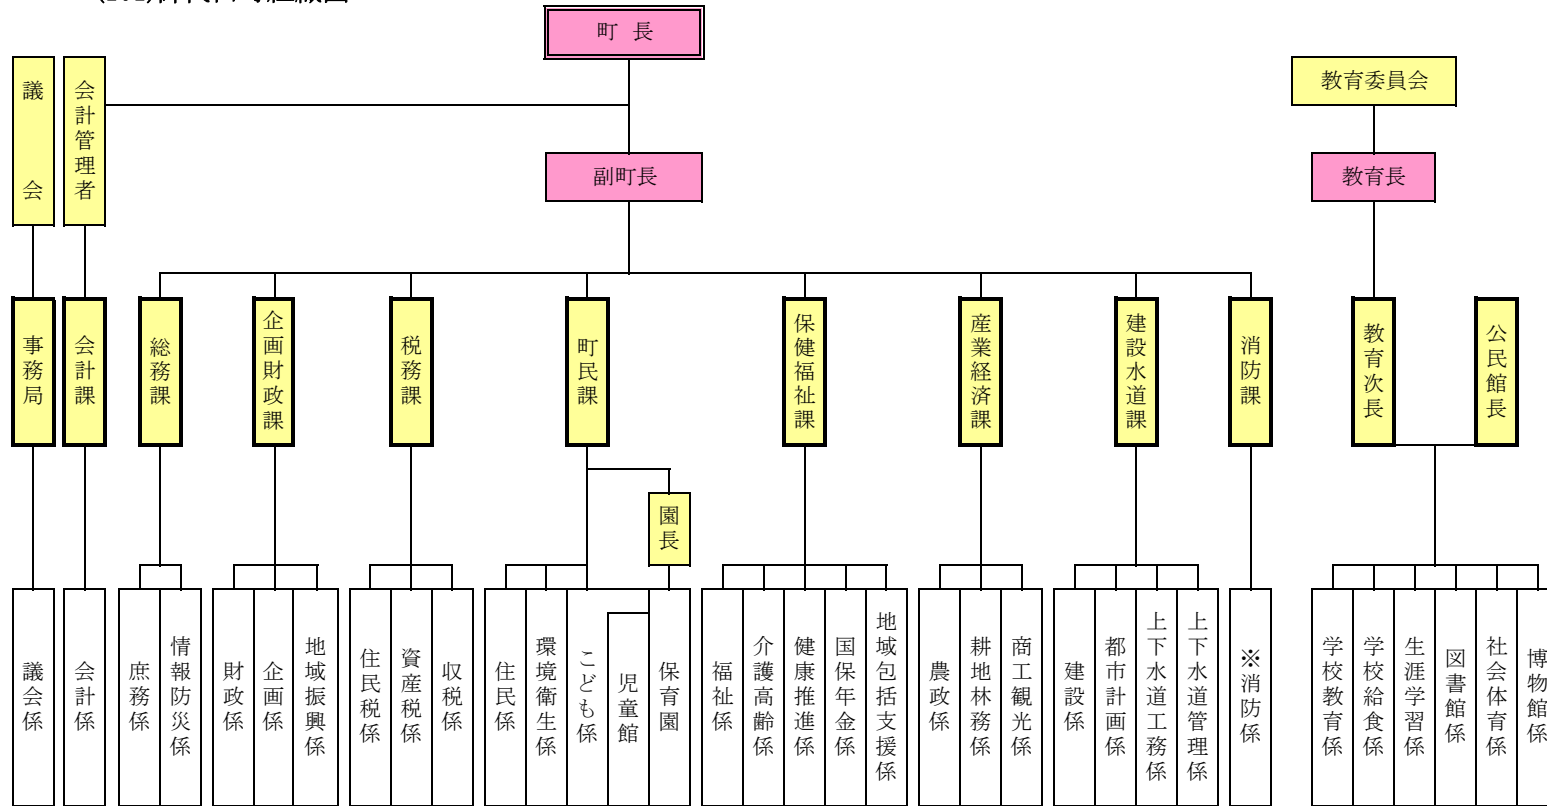 町 長
議会
会計管理者
教育委員会
副町長
教育長
事務局
会計課
総務課
企画財政課
税務課
町民課
保健福祉課
産業経済課
建設水道課
消防課
教育次長
公民館長
園長
議会係
会計係
庶務係
情報防災係
財政係
企画係
地域振興係
住民税係
資産税係
収税係
住民係
環境衛生係
こども係
児童館
保育園
福祉係
介護高齢係
健康推進係
国保年金係
地域包括支援係
農政係
耕地林務係
商工観光係
建設係
都市計画係
上下水道工務係
上下水道管理係
※消防係
学校教育係
学校給食係
生涯学習係
図書館係
社会体育係
博物館係